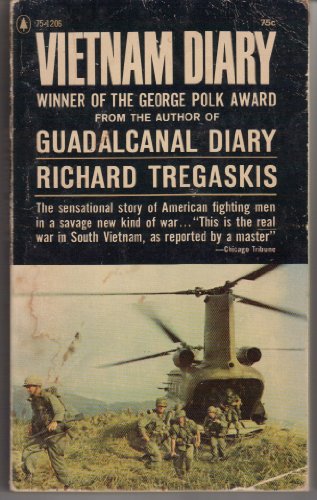 75-1206
75c
VIETNAM DIARY
WINNER OF THE GEORGE POLK AWARD
FROM THE AUTHOR OF
GUADALCANAL DIARY
RICHARD TREGASKIS
The sensational story of American fighting men
in a savage new kind of war..."This is the real
war in South Vietnam, as reported by a master"
—Chicago Tribune